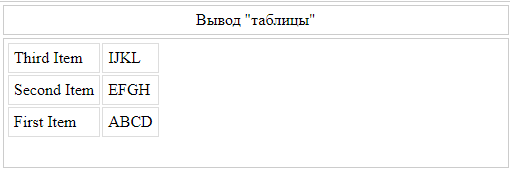 Вывод "таблицы"
Third Item IJKL
Second Item EFGH
First Item ABCD